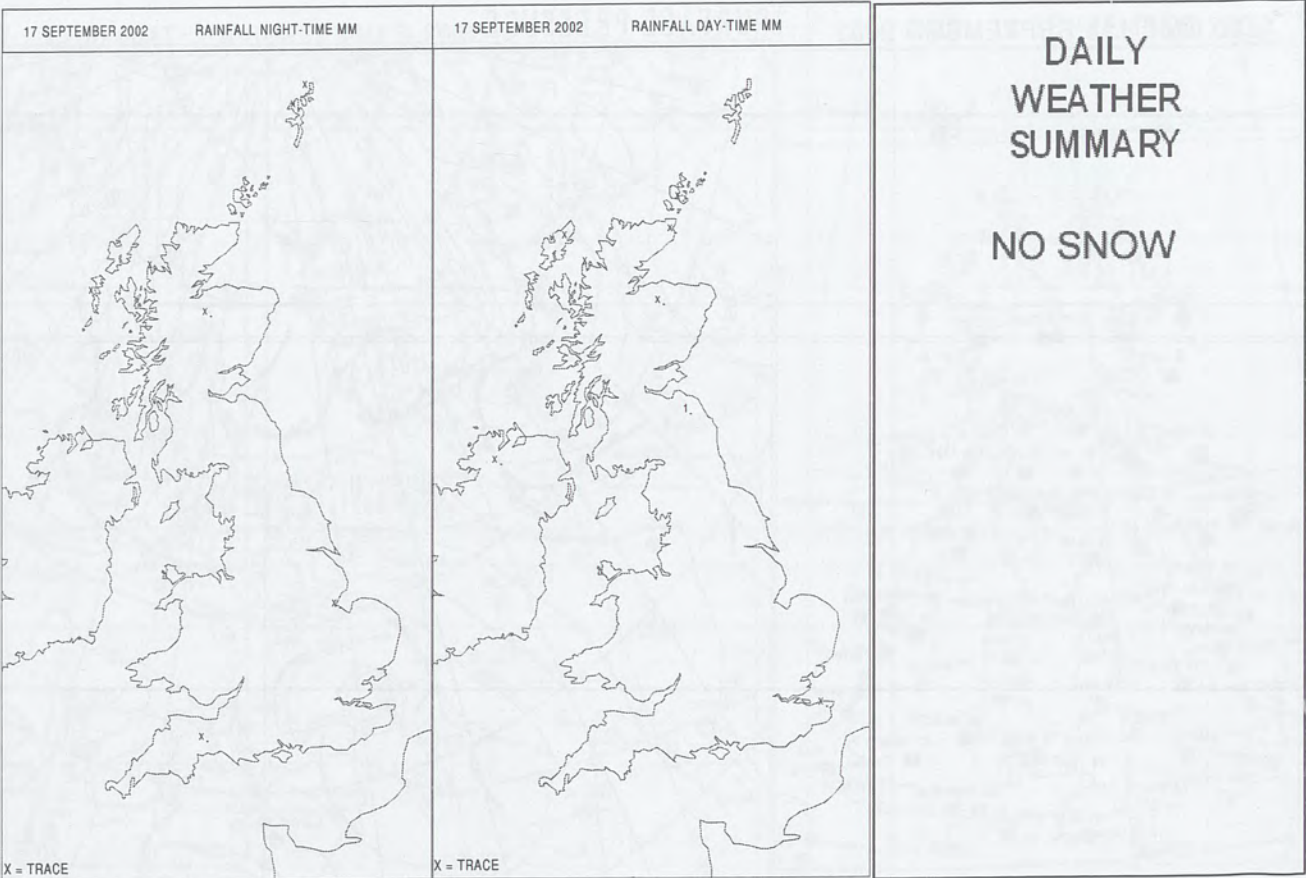 17 SEPTEMBER 2002 RAINFALL NIGHT-TIME MM
X
X
X.
X
X.
X = TRACE
17 SEPTEMBER 2002 RAINFALL DAY-TIME MM
X.
1.
X.
X = TRACE
DAILY
WEATHER
SUMMARY
NO SNOW